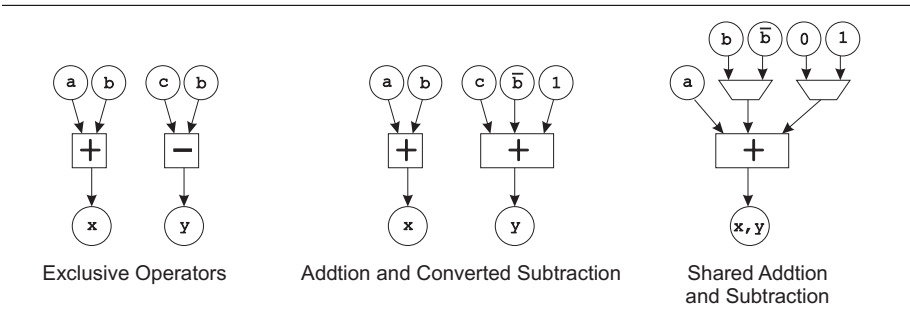 b b̅ 0 1
a b c b a b c b̅ 1 a
+ − + + +
x y x y x,y
Exclusive Operators Addtion and Converted Subtraction Shared Addtion
and Subtraction